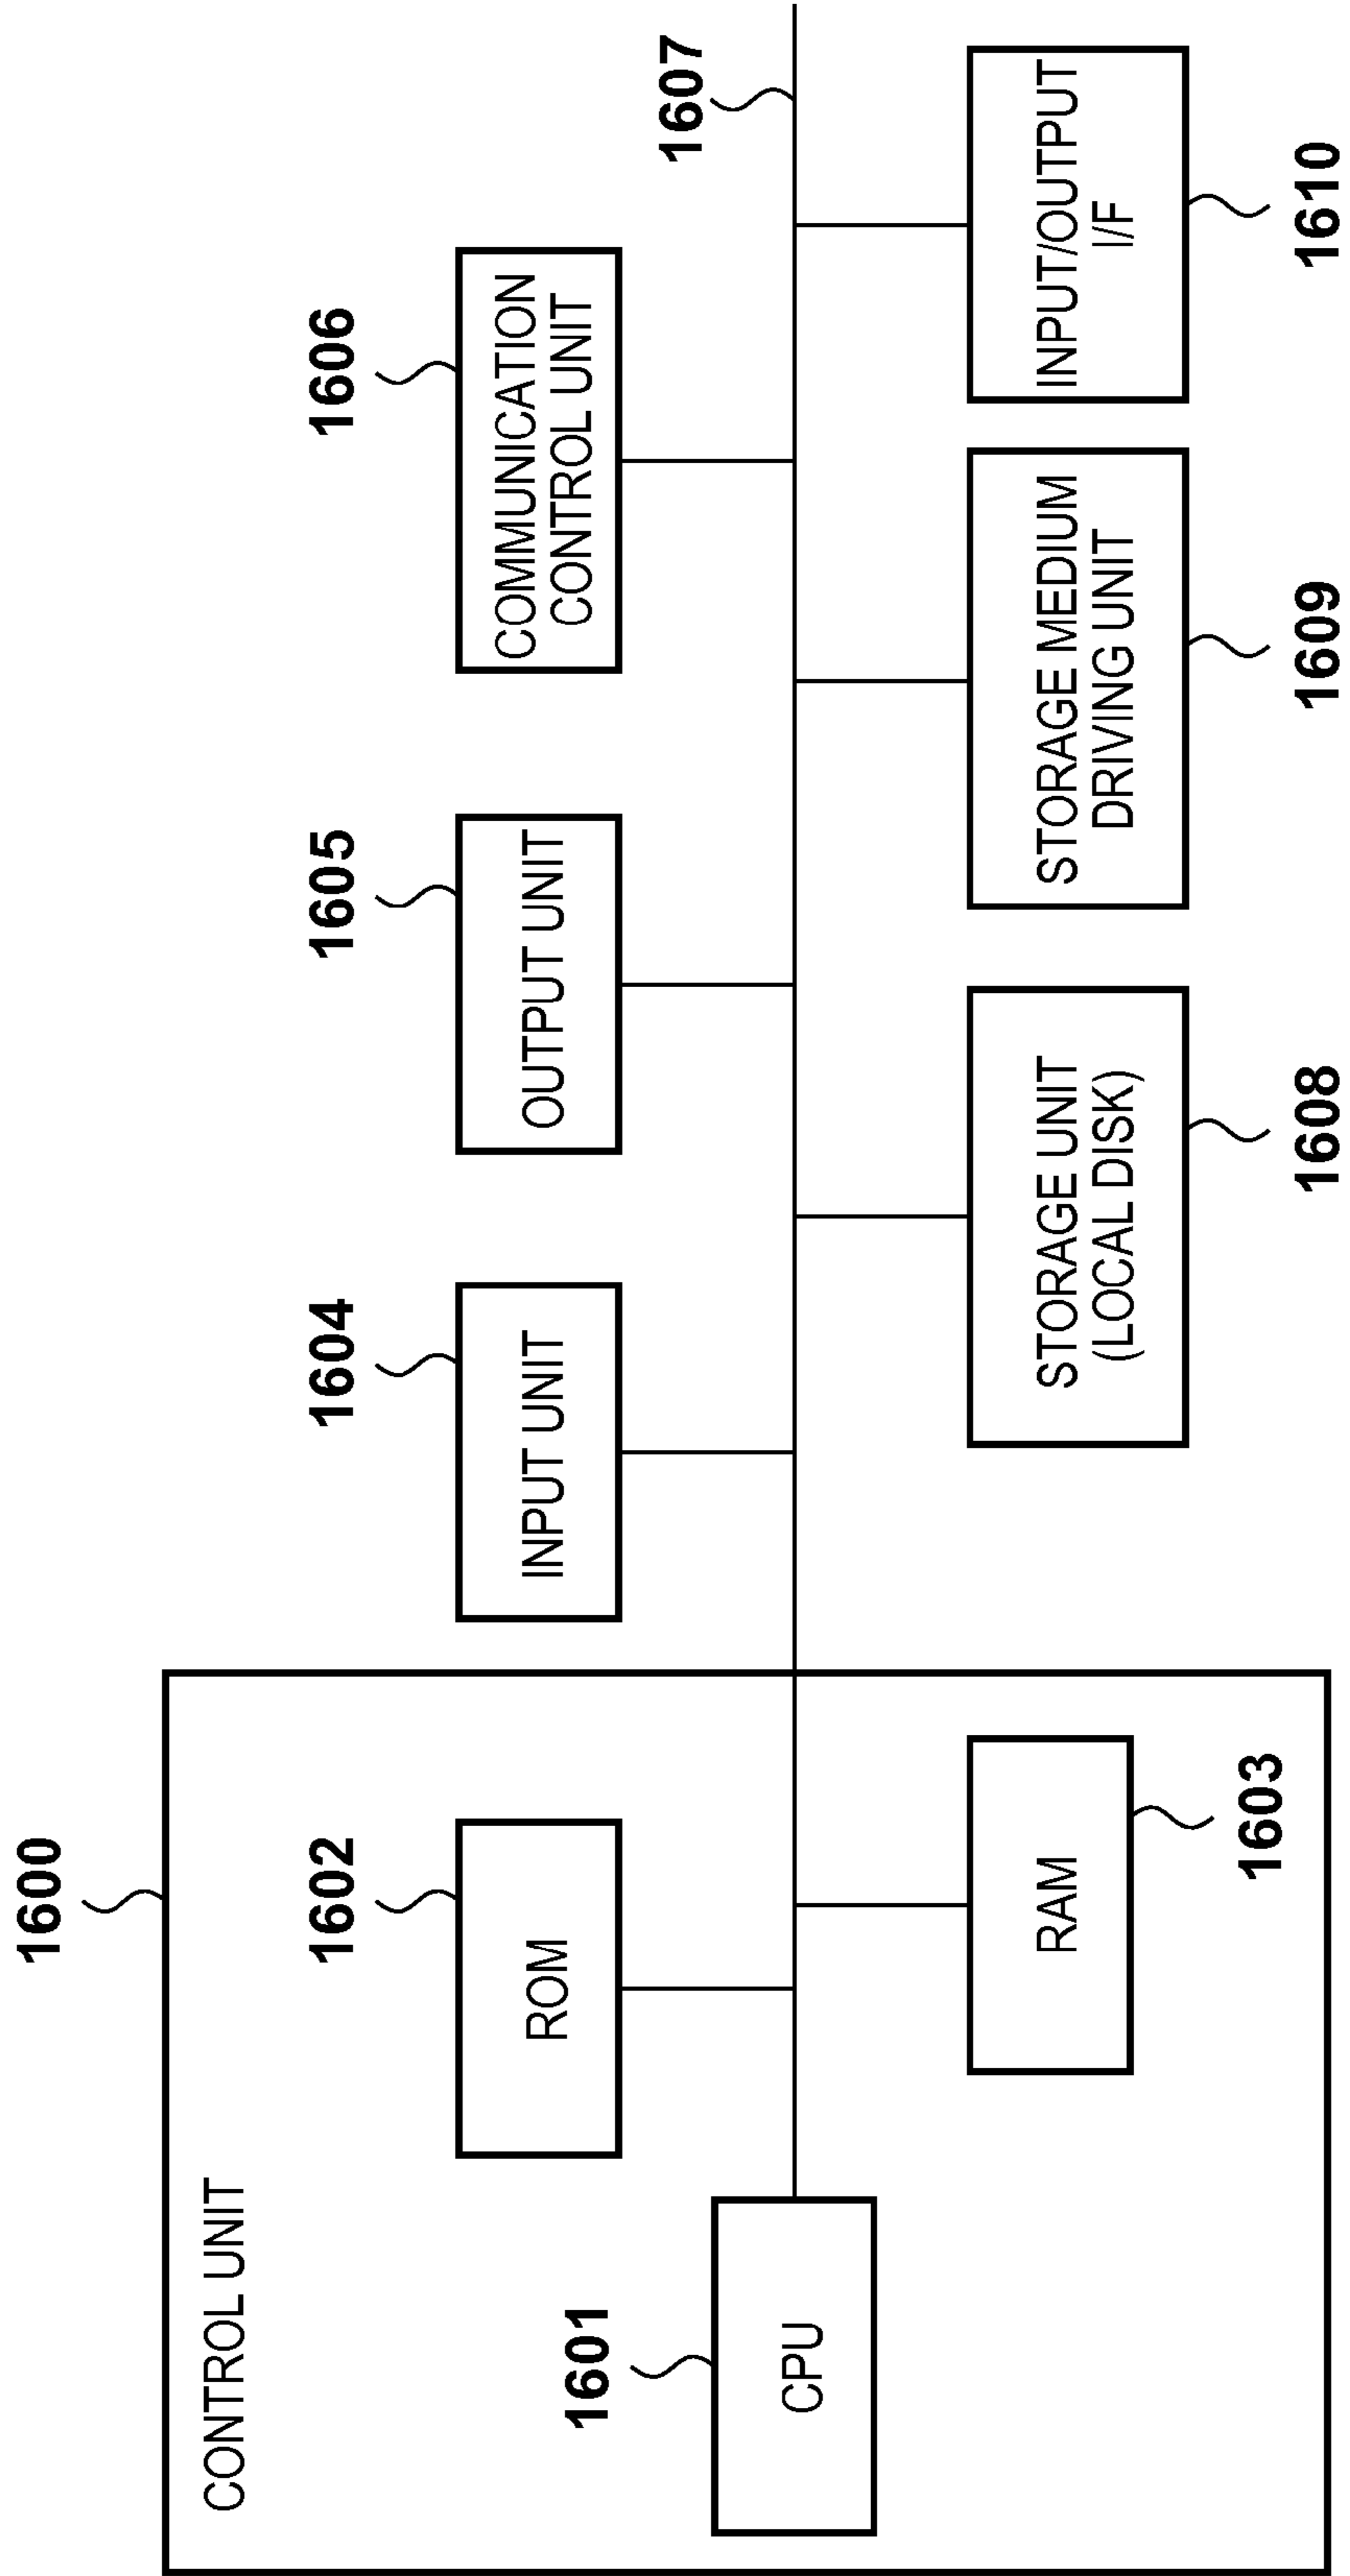 1600
CONTROL UNIT
1601
CPU
1602
ROM
1603
RAM
1604
INPUT UNIT
1605
OUTPUT UNIT
1606
COMMUNICATION
CONTROL UNIT
1607
STORAGE UNIT
(LOCAL DISK)
1608
STORAGE MEDIUM
DRIVING UNIT
1609
INPUT/OUTPUT
I/F
1610